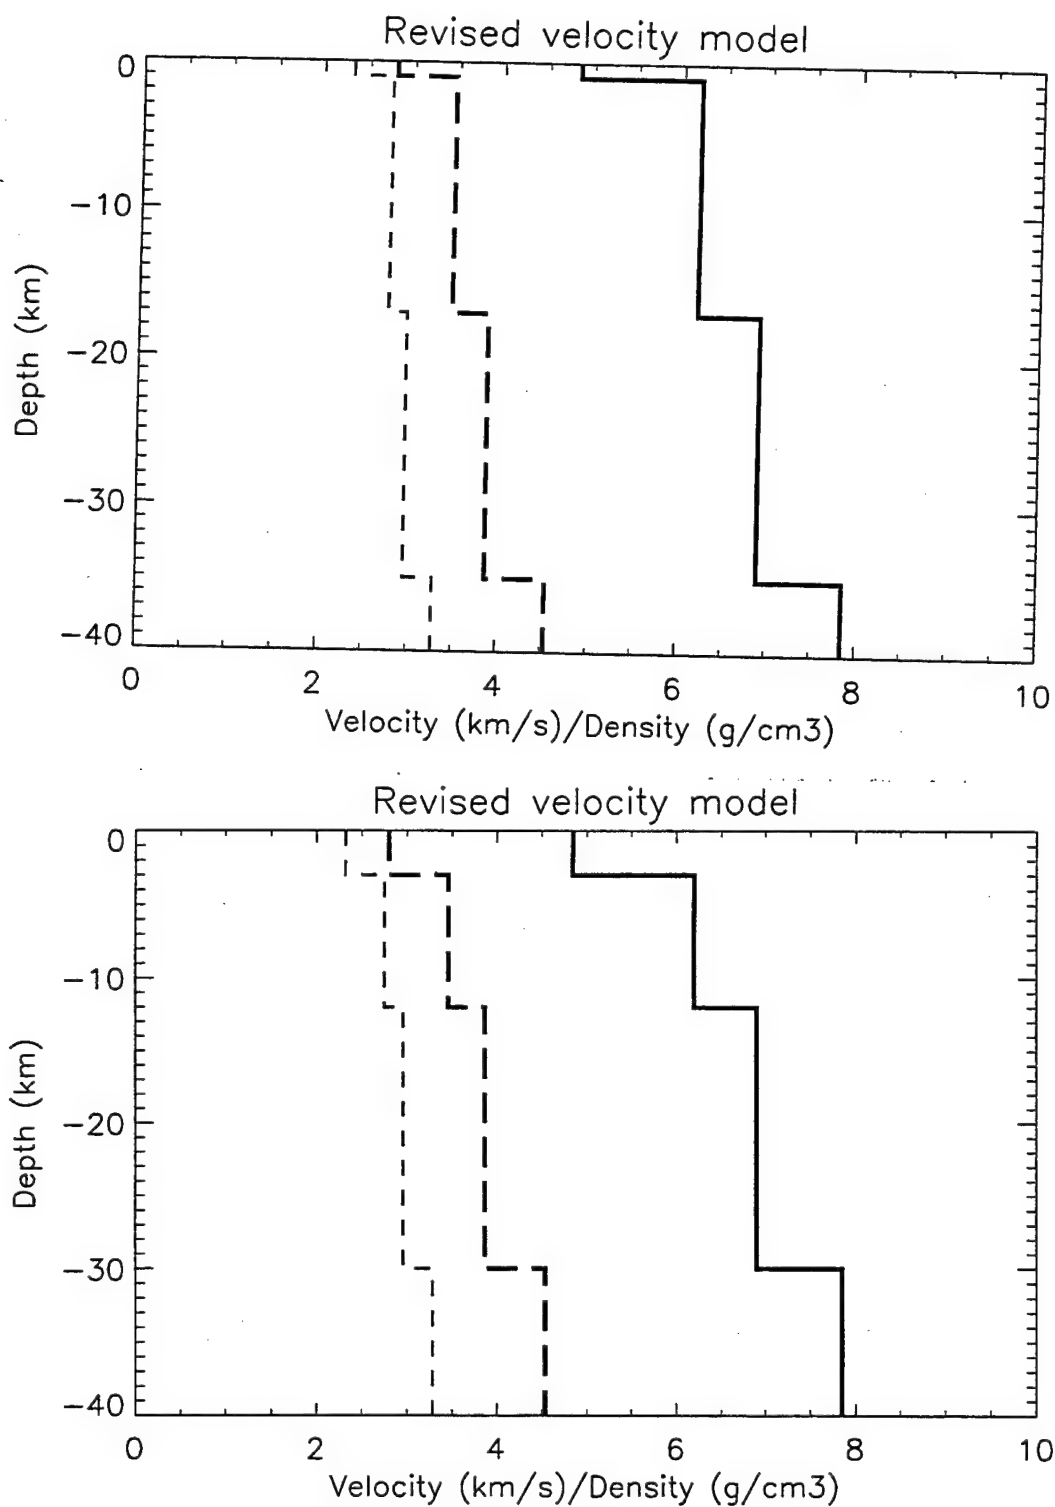 Revised velocity model
0
−10
−20
−30
−40
Depth (km)
0 2 4 6 8 10
Velocity (km/s)/Density (g/cm3)
Revised velocity model
0
−10
−20
−30
−40
Depth (km)
0 2 4 6 8 10
Velocity (km/s)/Density (g/cm3)